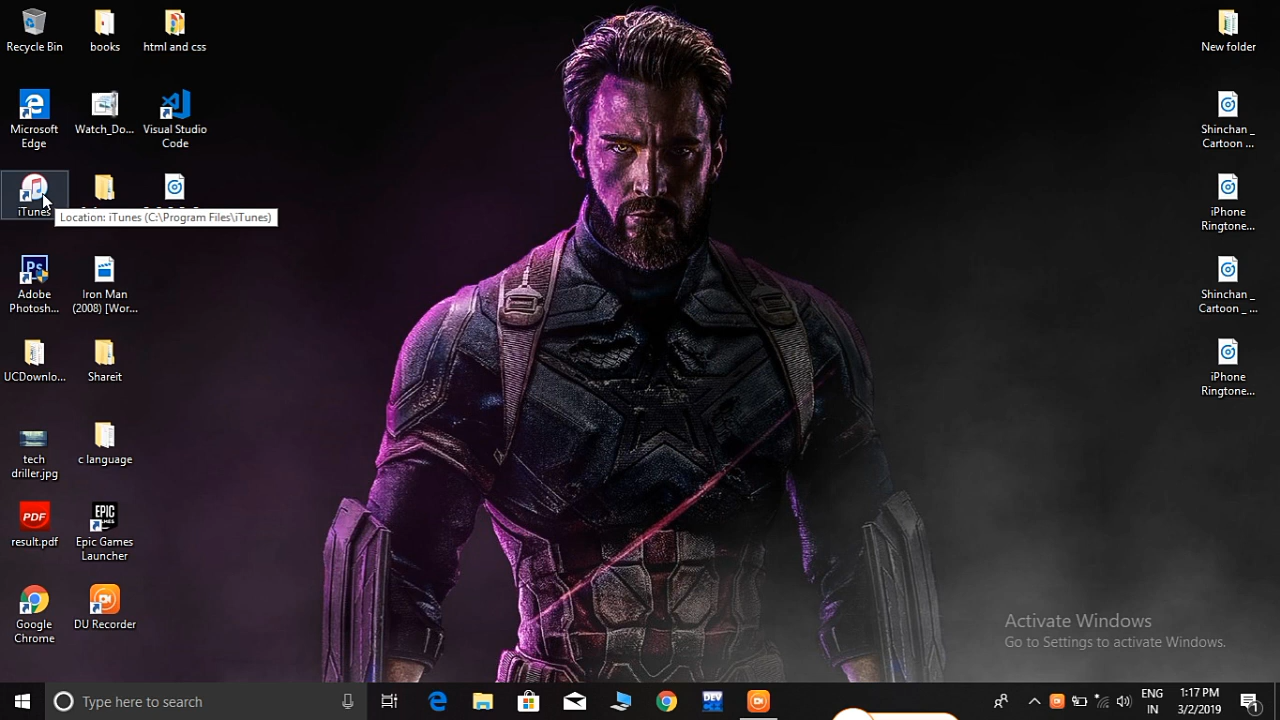 Recycle Bin
books
html and css
New folder
Microsoft
Edge
Watch_Do...
Visual Studio
Code
Shinchan _
Cartoon ...
iTunes
Location: iTunes (C:\Program Files\iTunes)
iPhone
Ringtone...
Ps
Adobe
Photosh...
Iron Man
(2008) [Wor...
Shinchan _
Cartoon _ ...
UCDownlo...
Shareit
iPhone
Ringtone...
tech
driller.jpg
c language
PDF
result.pdf
EPIC
GAMES
Epic Games
Launcher
Google
Chrome
DU Recorder
Activate Windows
Go to Settings to activate Windows.
Type here to search
DEV
ENG
IN
1:17 PM
3/2/2019
1